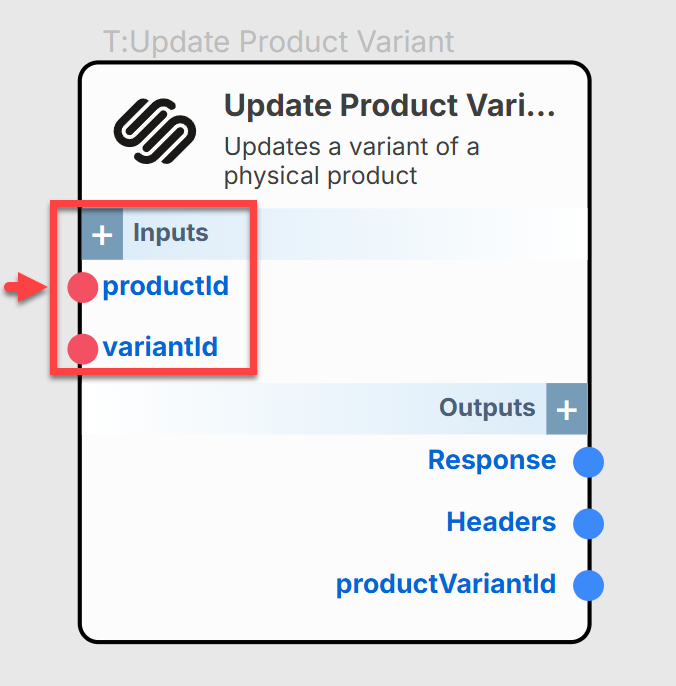 T:Update Product Variant
Update Product Vari...
Updates a variant of a
physical product
+ Inputs
productId
variantId
Outputs +
Response
Headers
productVariantId